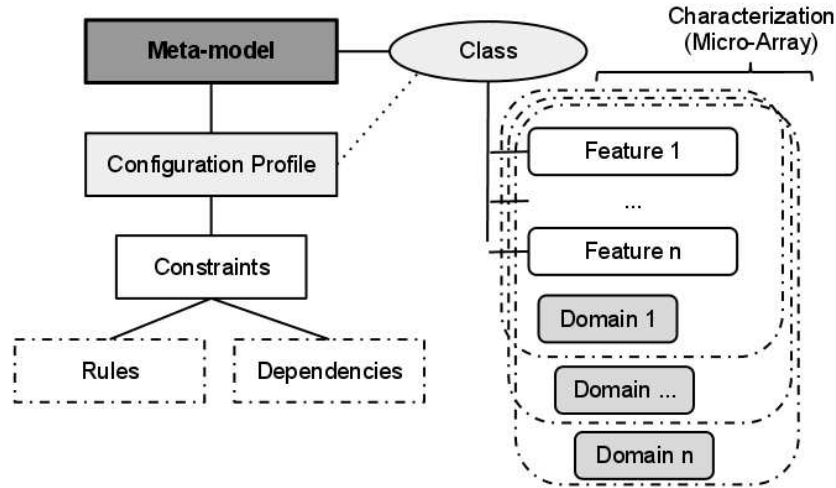 Characterization
(Micro-Array)
Meta-model
Class
Configuration Profile
Feature 1
...
Feature n
Constraints
Domain 1
Rules
Dependencies
Domain ...
Domain n